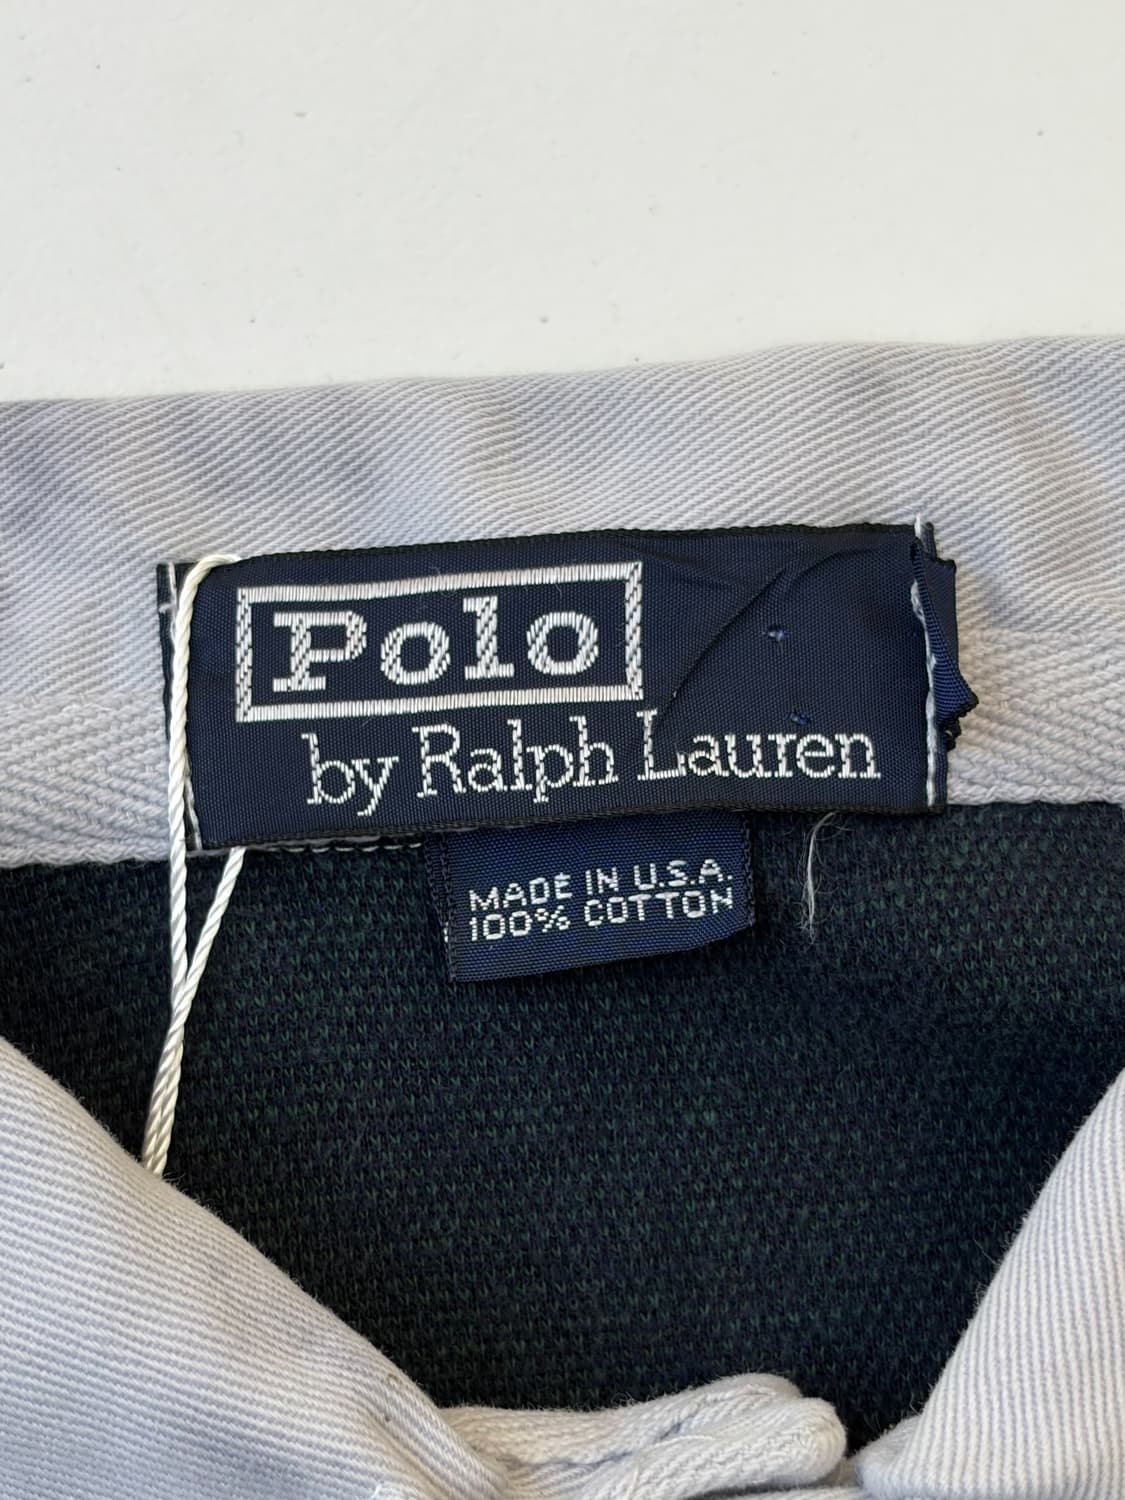 Polo
by Ralph Lauren
MADE IN U.S.A.
100% COTTON